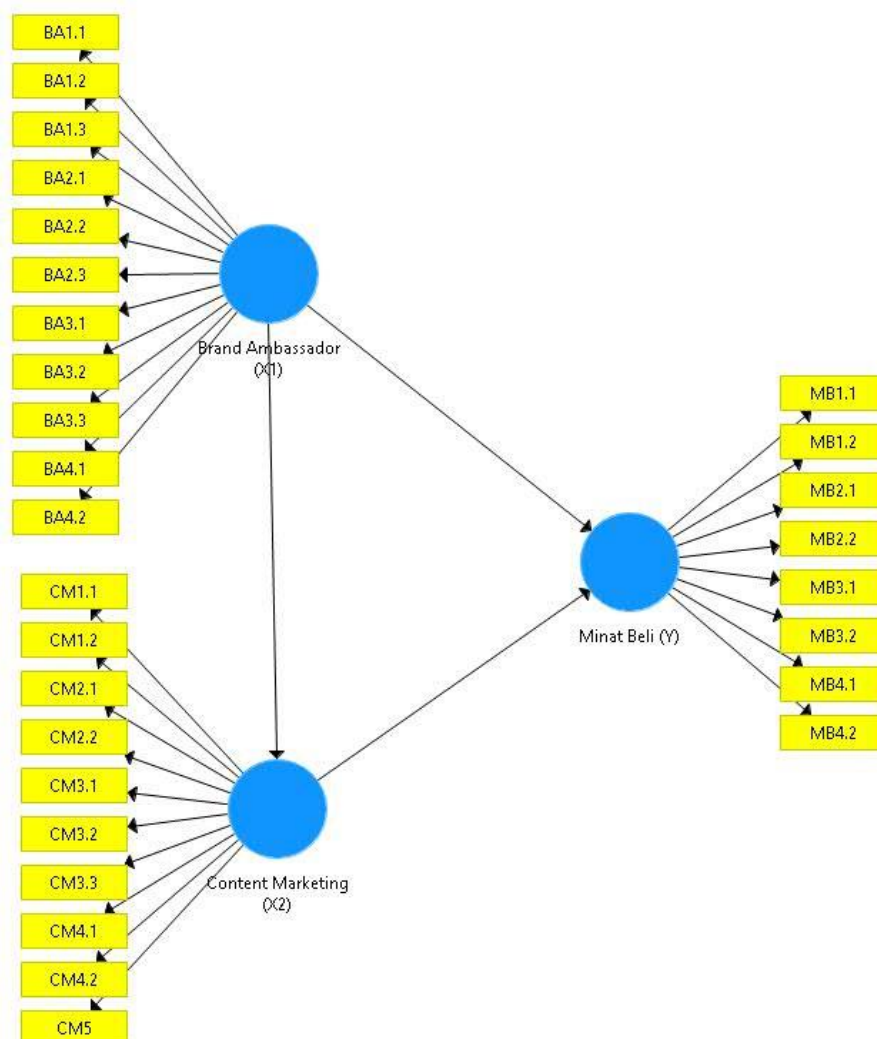 BA1.1
BA1.2
BA1.3
BA2.1
BA2.2
BA2.3
BA3.1
BA3.2
BA3.3
BA4.1
BA4.2
Brand Ambassador
(X1)
CM1.1
CM1.2
CM2.1
CM2.2
CM3.1
CM3.2
CM3.3
CM4.1
CM4.2
CM5
Content Marketing
(X2)
Minat Beli (Y)
MB1.1
MB1.2
MB2.1
MB2.2
MB3.1
MB3.2
MB4.1
MB4.2